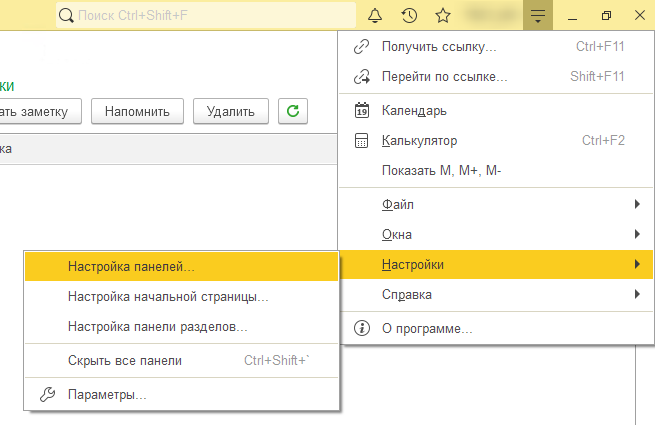 Поиск Ctrl+Shift+F
Получить ссылку... Ctrl+F11
Перейти по ссылке... Shift+F11
ки
ать заметку Напомнить Удалить
19 Календарь
Калькулятор Ctrl+F2
ка
Показать M, M+, M-
Файл
Окна
Настройки
Справка
О программе...
Настройка панелей...
Настройка начальной страницы...
Настройка панели разделов...
Скрыть все панели Ctrl+Shift+`
Параметры...